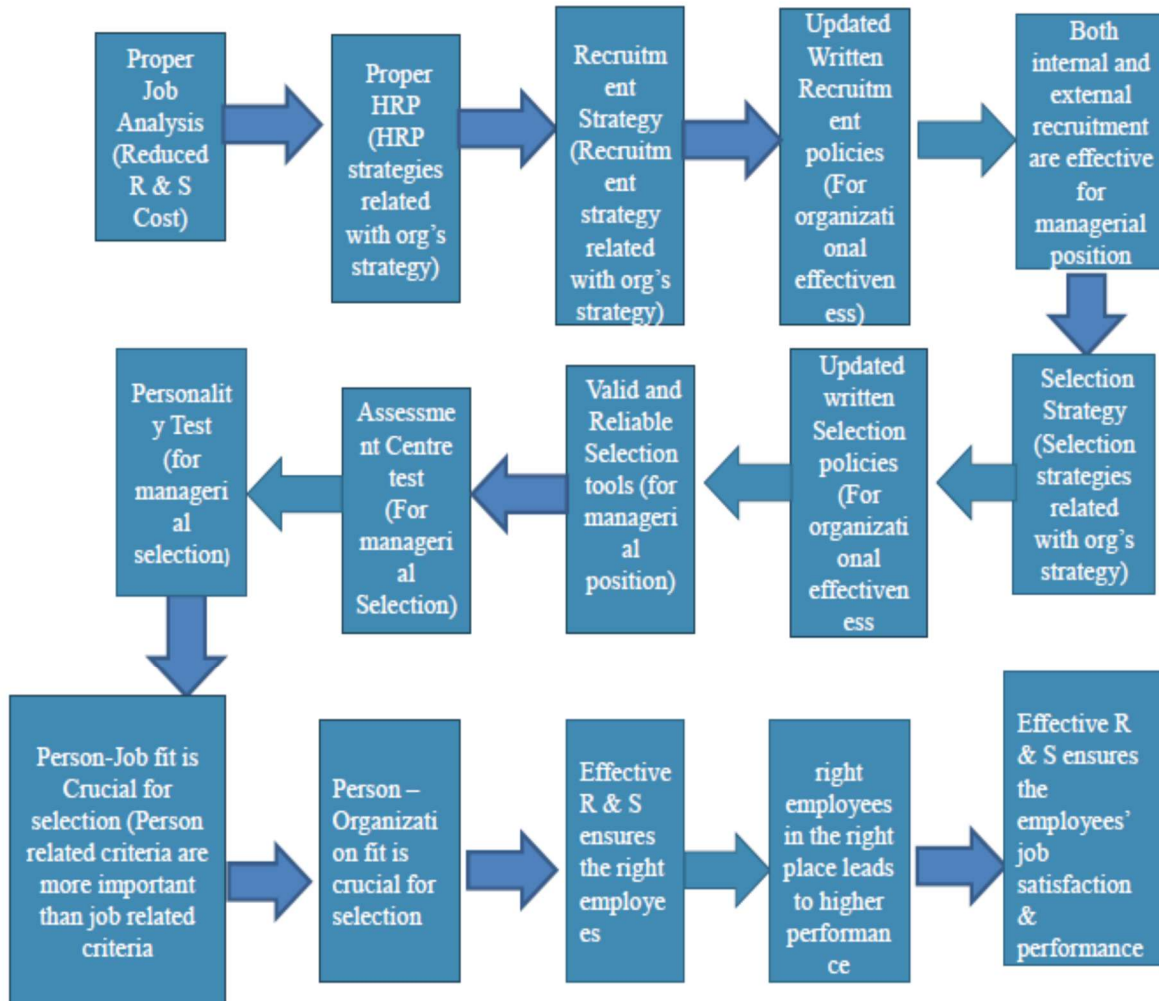 Proper
Job
Analysis
(Reduced
R & S
Cost)
Proper
HRP
(HRP
strategies
related
with org's
strategy)
Recruitm
ent
Strategy
(Recruitm
ent
strategy
related
with org's
strategy)
Updated
Written
Recruitm
ent
policies
(For
organizati
onal
effectiven
ess)
Both
internal and
external
recruitment
are effective
for
managerial
position
Selection
Strategy
(Selection
strategies
related
with org's
strategy)
Updated
written
Selection
policies
(For
organizati
onal
effectiven
ess
Valid and
Reliable
Selection
tools (for
manageri
al
position)
Assessme
nt Centre
test
(For
manageri
al
Selection)
Personalit
y Test
(for
manageri
al
selection)
Person-Job fit is
Crucial for
selection (Person
related criteria are
more important
than job related
criteria
Person –
Organizati
on fit is
crucial for
selection
Effective
R & S
ensures
the right
employe
es
right
employees
in the right
place leads
to higher
performan
ce
Effective R
& S ensures
the
employees'
job
satisfaction
&
performance